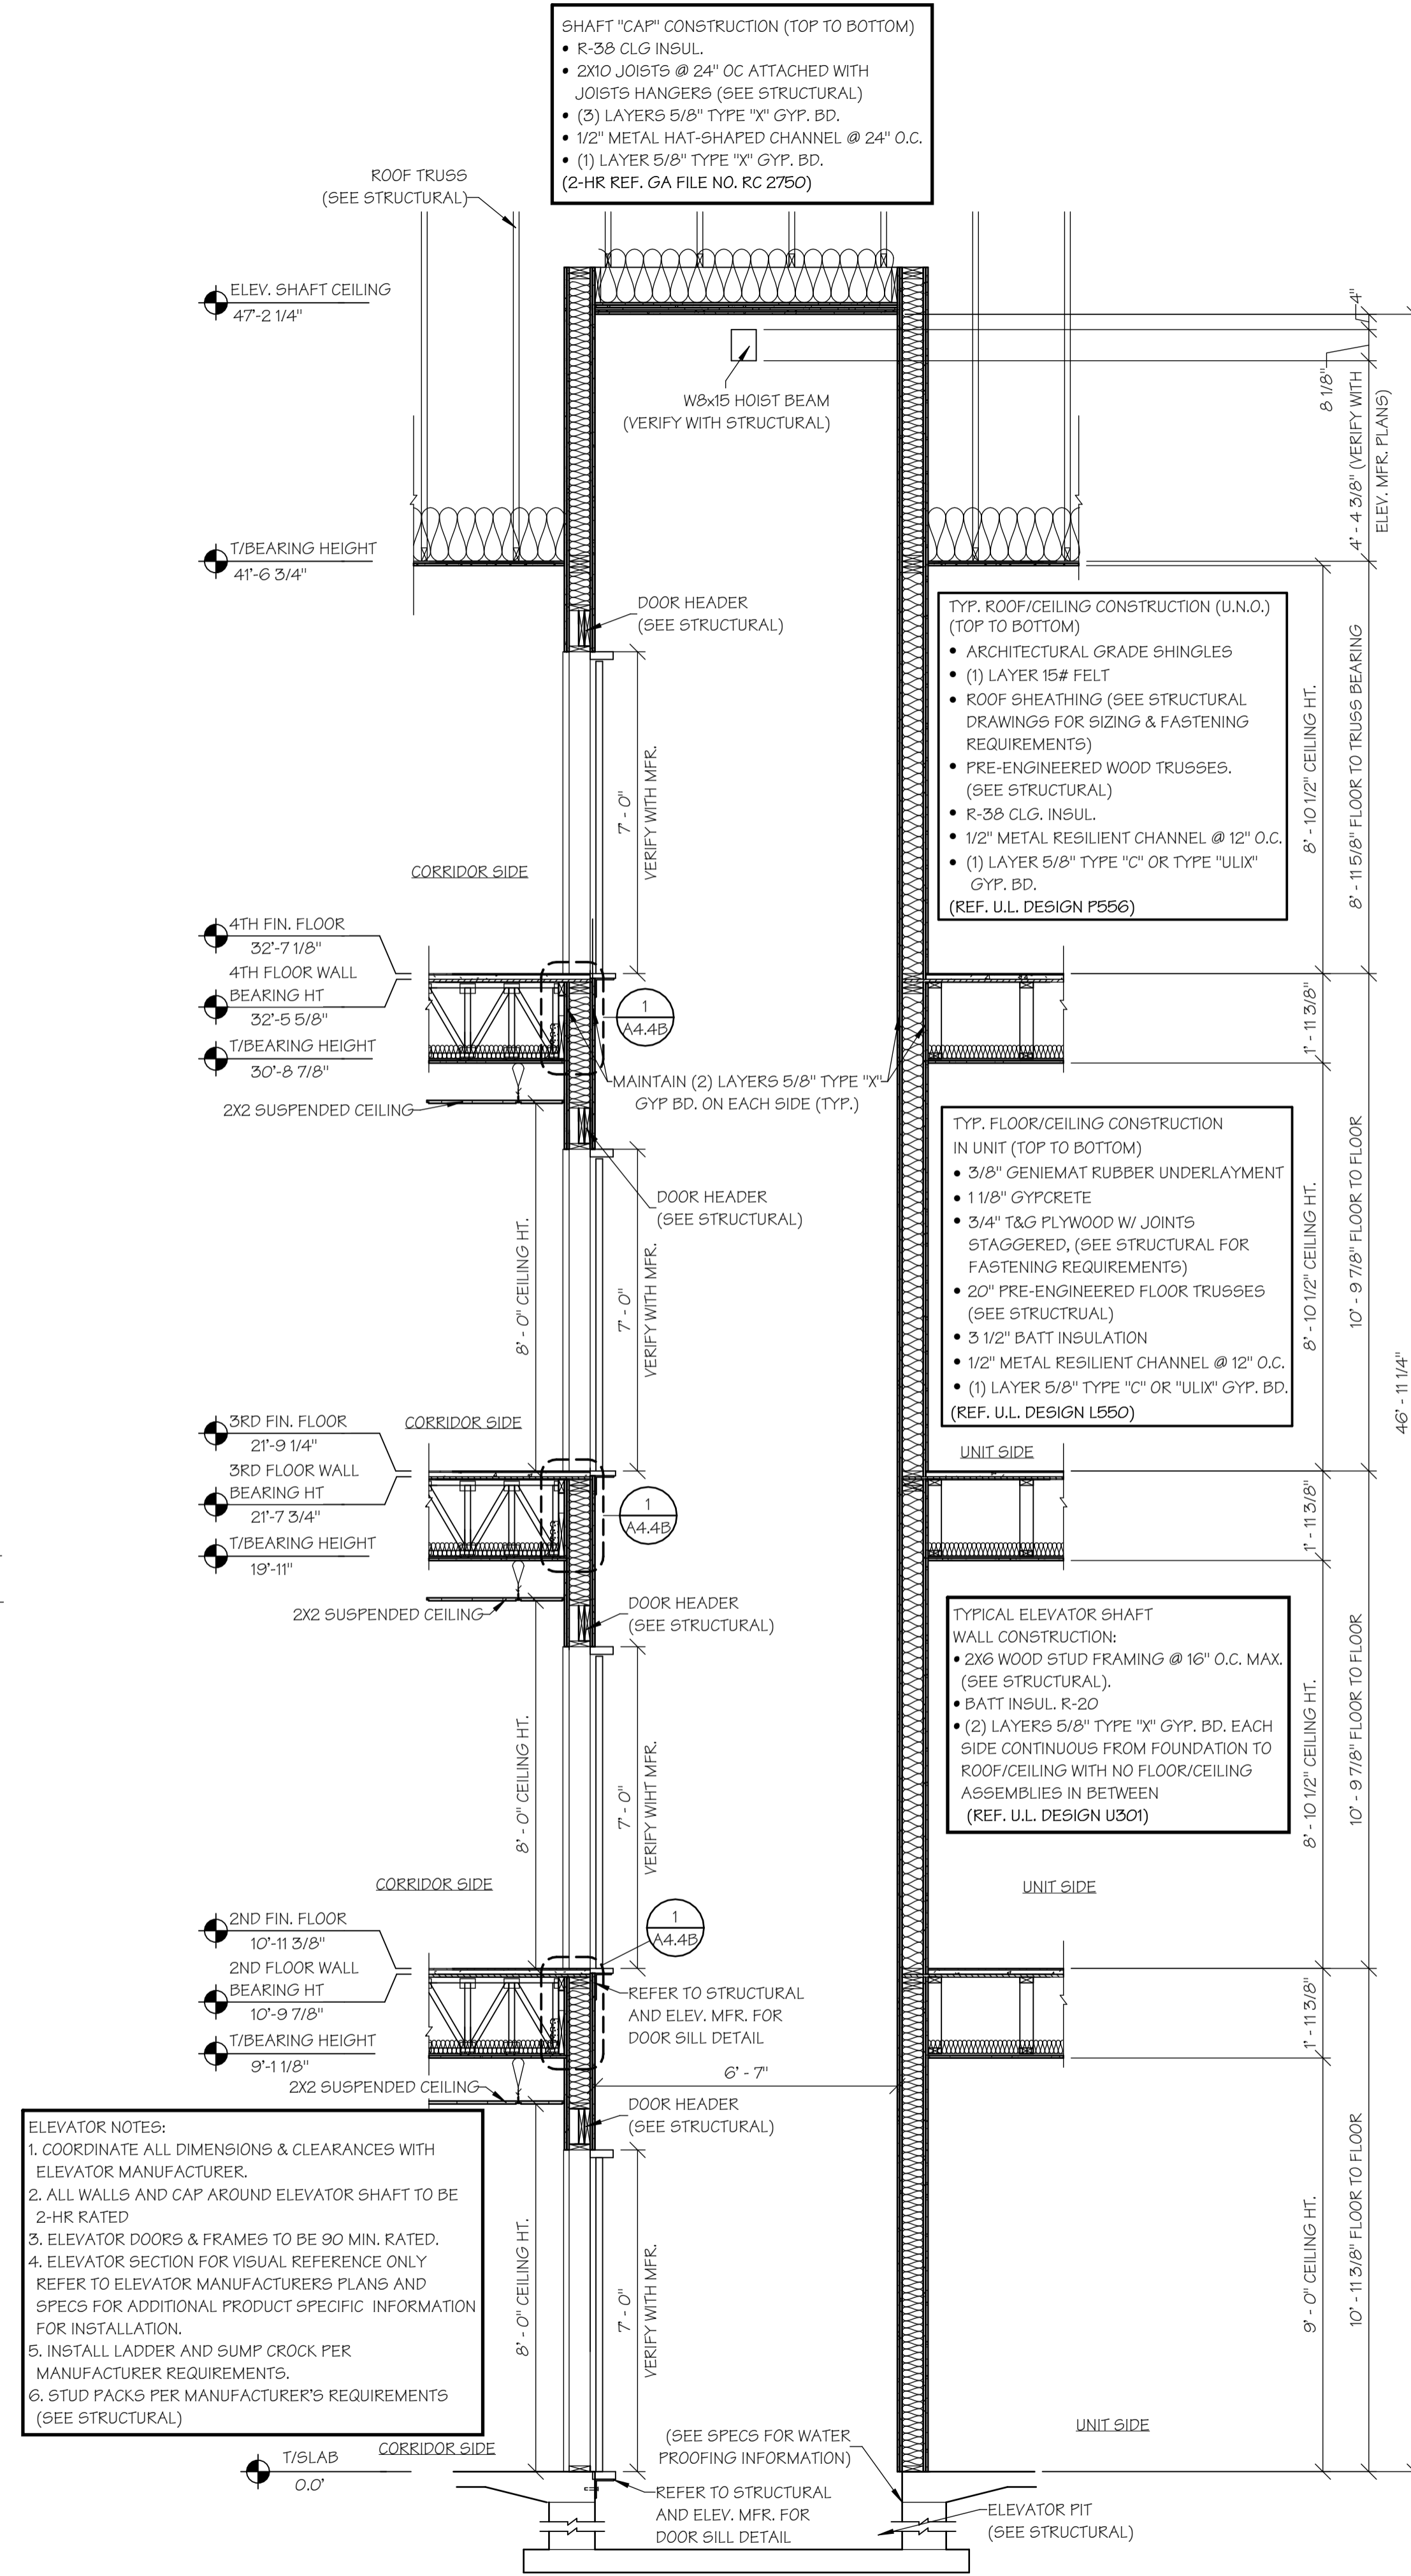 SHAFT "CAP" CONSTRUCTION (TOP TO BOTTOM)
• R-38 CLG INSUL.
• 2X10 JOISTS @ 24" OC ATTACHED WITH
JOISTS HANGERS (SEE STRUCTURAL)
• (3) LAYERS 5/8" TYPE "X" GYP. BD.
• 1/2" METAL HAT-SHAPED CHANNEL @ 24" O.C.
• (1) LAYER 5/8" TYPE "X" GYP. BD.
(2-HR REF. GA FILE NO. RC 2750)
ROOF TRUSS
(SEE STRUCTURAL)
ELEV. SHAFT CEILING
47'-2 1/4"
W8x15 HOIST BEAM
(VERIFY WITH STRUCTURAL)
4"
8 1/8"
4' - 4 3/8" (VERIFY WITH
ELEV. MFR. PLANS)
T/BEARING HEIGHT
41'-6 3/4"
DOOR HEADER
(SEE STRUCTURAL)
TYP. ROOF/CEILING CONSTRUCTION (U.N.O.)
(TOP TO BOTTOM)
• ARCHITECTURAL GRADE SHINGLES
• (1) LAYER 15# FELT
• ROOF SHEATHING (SEE STRUCTURAL
DRAWINGS FOR SIZING & FASTENING
REQUIREMENTS)
• PRE-ENGINEERED WOOD TRUSSES.
(SEE STRUCTURAL)
• R-38 CLG. INSUL.
• 1/2" METAL RESILIENT CHANNEL @ 12" O.C.
• (1) LAYER 5/8" TYPE "C" OR TYPE "ULIX"
GYP. BD.
(REF. U.L. DESIGN P556)
7' - 0"
VERIFY WITH MFR.
8' - 10 1/2" CEILING HT.
8' - 11 5/8" FLOOR TO TRUSS BEARING
CORRIDOR SIDE
4TH FIN. FLOOR
32'-7 1/8"
4TH FLOOR WALL
BEARING HT
32'-5 5/8"
T/BEARING HEIGHT
30'-8 7/8"
1
A4.4B
1' - 11 3/8"
MAINTAIN (2) LAYERS 5/8" TYPE "X"
GYP BD. ON EACH SIDE (TYP.)
2X2 SUSPENDED CEILING
DOOR HEADER
(SEE STRUCTURAL)
TYP. FLOOR/CEILING CONSTRUCTION
IN UNIT (TOP TO BOTTOM)
• 3/8" GENIEMAT RUBBER UNDERLAYMENT
• 1 1/8" GYPCRETE
• 3/4" T&G PLYWOOD W/ JOINTS
STAGGERED, (SEE STRUCTURAL FOR
FASTENING REQUIREMENTS)
• 20" PRE-ENGINEERED FLOOR TRUSSES
(SEE STRUCTRUAL)
• 3 1/2" BATT INSULATION
• 1/2" METAL RESILIENT CHANNEL @ 12" O.C.
• (1) LAYER 5/8" TYPE "C" OR "ULIX" GYP. BD.
(REF. U.L. DESIGN L550)
8' - 0" CEILING HT.
7' - 0"
VERIFY WITH MFR.
8' - 10 1/2" CEILING HT.
10' - 9 7/8" FLOOR TO FLOOR
46' - 11 1/4"
3RD FIN. FLOOR
21'-9 1/4"
CORRIDOR SIDE
UNIT SIDE
3RD FLOOR WALL
BEARING HT
21'-7 3/4"
T/BEARING HEIGHT
19'-11"
1
A4.4B
1' - 11 3/8"
2X2 SUSPENDED CEILING
DOOR HEADER
(SEE STRUCTURAL)
TYPICAL ELEVATOR SHAFT
WALL CONSTRUCTION:
• 2X6 WOOD STUD FRAMING @ 16" O.C. MAX.
(SEE STRUCTURAL).
• BATT INSUL. R-20
• (2) LAYERS 5/8" TYPE "X" GYP. BD. EACH
SIDE CONTINUOUS FROM FOUNDATION TO
ROOF/CEILING WITH NO FLOOR/CEILING
ASSEMBLIES IN BETWEEN
(REF. U.L. DESIGN U301)
8' - 0" CEILING HT.
7' - 0"
VERIFY WIHT MFR.
8' - 10 1/2" CEILING HT.
10' - 9 7/8" FLOOR TO FLOOR
CORRIDOR SIDE
UNIT SIDE
2ND FIN. FLOOR
10'-11 3/8"
2ND FLOOR WALL
BEARING HT
10'-9 7/8"
T/BEARING HEIGHT
9'-1 1/8"
1
A4.4B
REFER TO STRUCTURAL
AND ELEV. MFR. FOR
DOOR SILL DETAIL
1' - 11 3/8"
6' - 7"
2X2 SUSPENDED CEILING
DOOR HEADER
(SEE STRUCTURAL)
ELEVATOR NOTES:
1. COORDINATE ALL DIMENSIONS & CLEARANCES WITH
ELEVATOR MANUFACTURER.
2. ALL WALLS AND CAP AROUND ELEVATOR SHAFT TO BE
2-HR RATED
3. ELEVATOR DOORS & FRAMES TO BE 90 MIN. RATED.
4. ELEVATOR SECTION FOR VISUAL REFERENCE ONLY
REFER TO ELEVATOR MANUFACTURERS PLANS AND
SPECS FOR ADDITIONAL PRODUCT SPECIFIC INFORMATION
FOR INSTALLATION.
5. INSTALL LADDER AND SUMP CROCK PER
MANUFACTURER REQUIREMENTS.
6. STUD PACKS PER MANUFACTURER'S REQUIREMENTS
(SEE STRUCTURAL)
8' - 0" CEILING HT.
7' - 0"
VERIFY WITH MFR.
9' - 0" CEILING HT.
10' - 11 3/8" FLOOR TO FLOOR
UNIT SIDE
CORRIDOR SIDE
T/SLAB
0.0'
(SEE SPECS FOR WATER
PROOFING INFORMATION)
REFER TO STRUCTURAL
AND ELEV. MFR. FOR
DOOR SILL DETAIL
ELEVATOR PIT
(SEE STRUCTURAL)